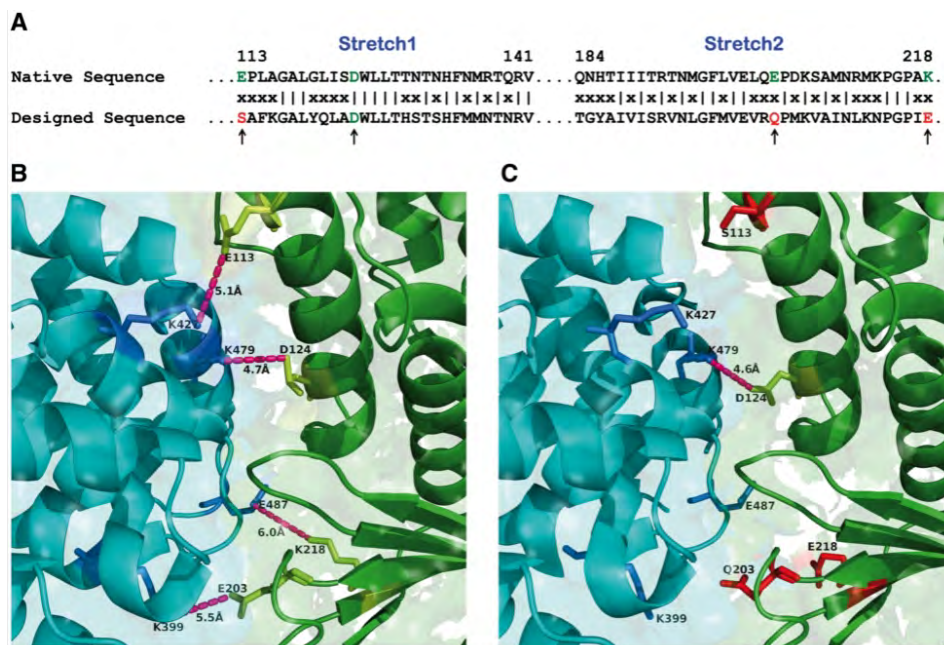 A
Stretch1 Stretch2
113 141 184 218
Native Sequence ....EPLAGALGLISDWLLTTNTNHFNMRTQRV....QNHTIIITRTNMGFLVELQEPDKSAMNRMKPGPAK.
xxxx|||xxxx|||||xx|x||x|x|x|| xxxx|x|x|x|x||x||xxx|x|x|x|xxx|||xx
Designed Sequence ....SAFKGALYQLADWLLTHSTSHFMMNTNRV....TGYAIVISRVNLGFMVEVRQPMKVAINLKNPGPIE.
B
E113
5.1Å
K427
K479
D124
4.7Å
E487
6.0Å
K218
E203
K399
5.5Å
C
S113
K427
K479
4.6Å
D124
E487
E218
Q203
K399